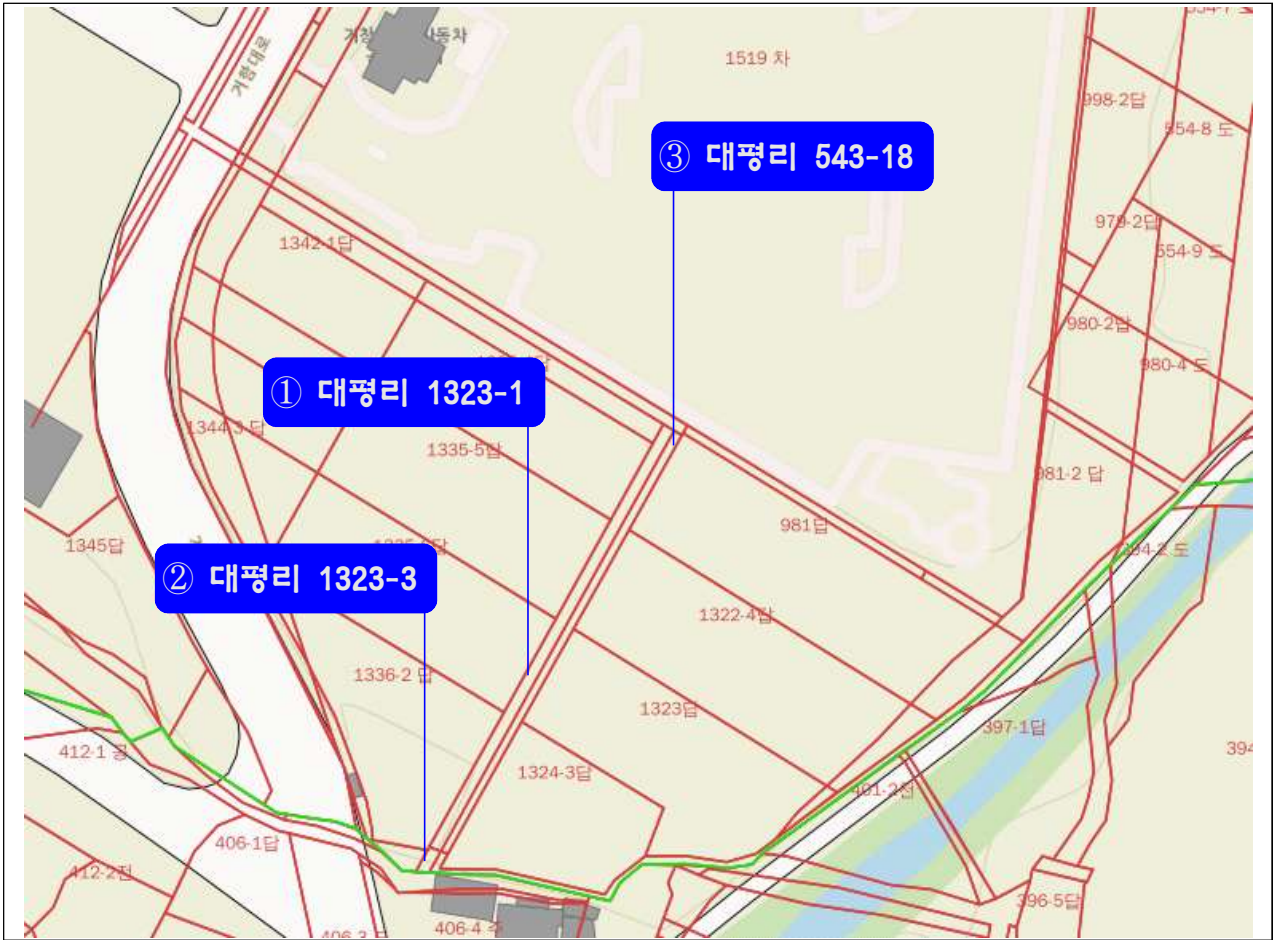 1519 차
거함대로
998-2답
554-8 도
③ 대평리 543-18
979-2답
554-9 도
1342-1답
980-2답
980-4 도
① 대평리 1323-1
1344-3 답
1335-5답
981-2 답
981답
1345답
394-2 도
② 대평리 1323-3
1322-4답
1336-2 답
1323답
397-1답
412-1 공
394
1324-3답
401-2전
406-1답
412-2전
396-5답
406-4 주